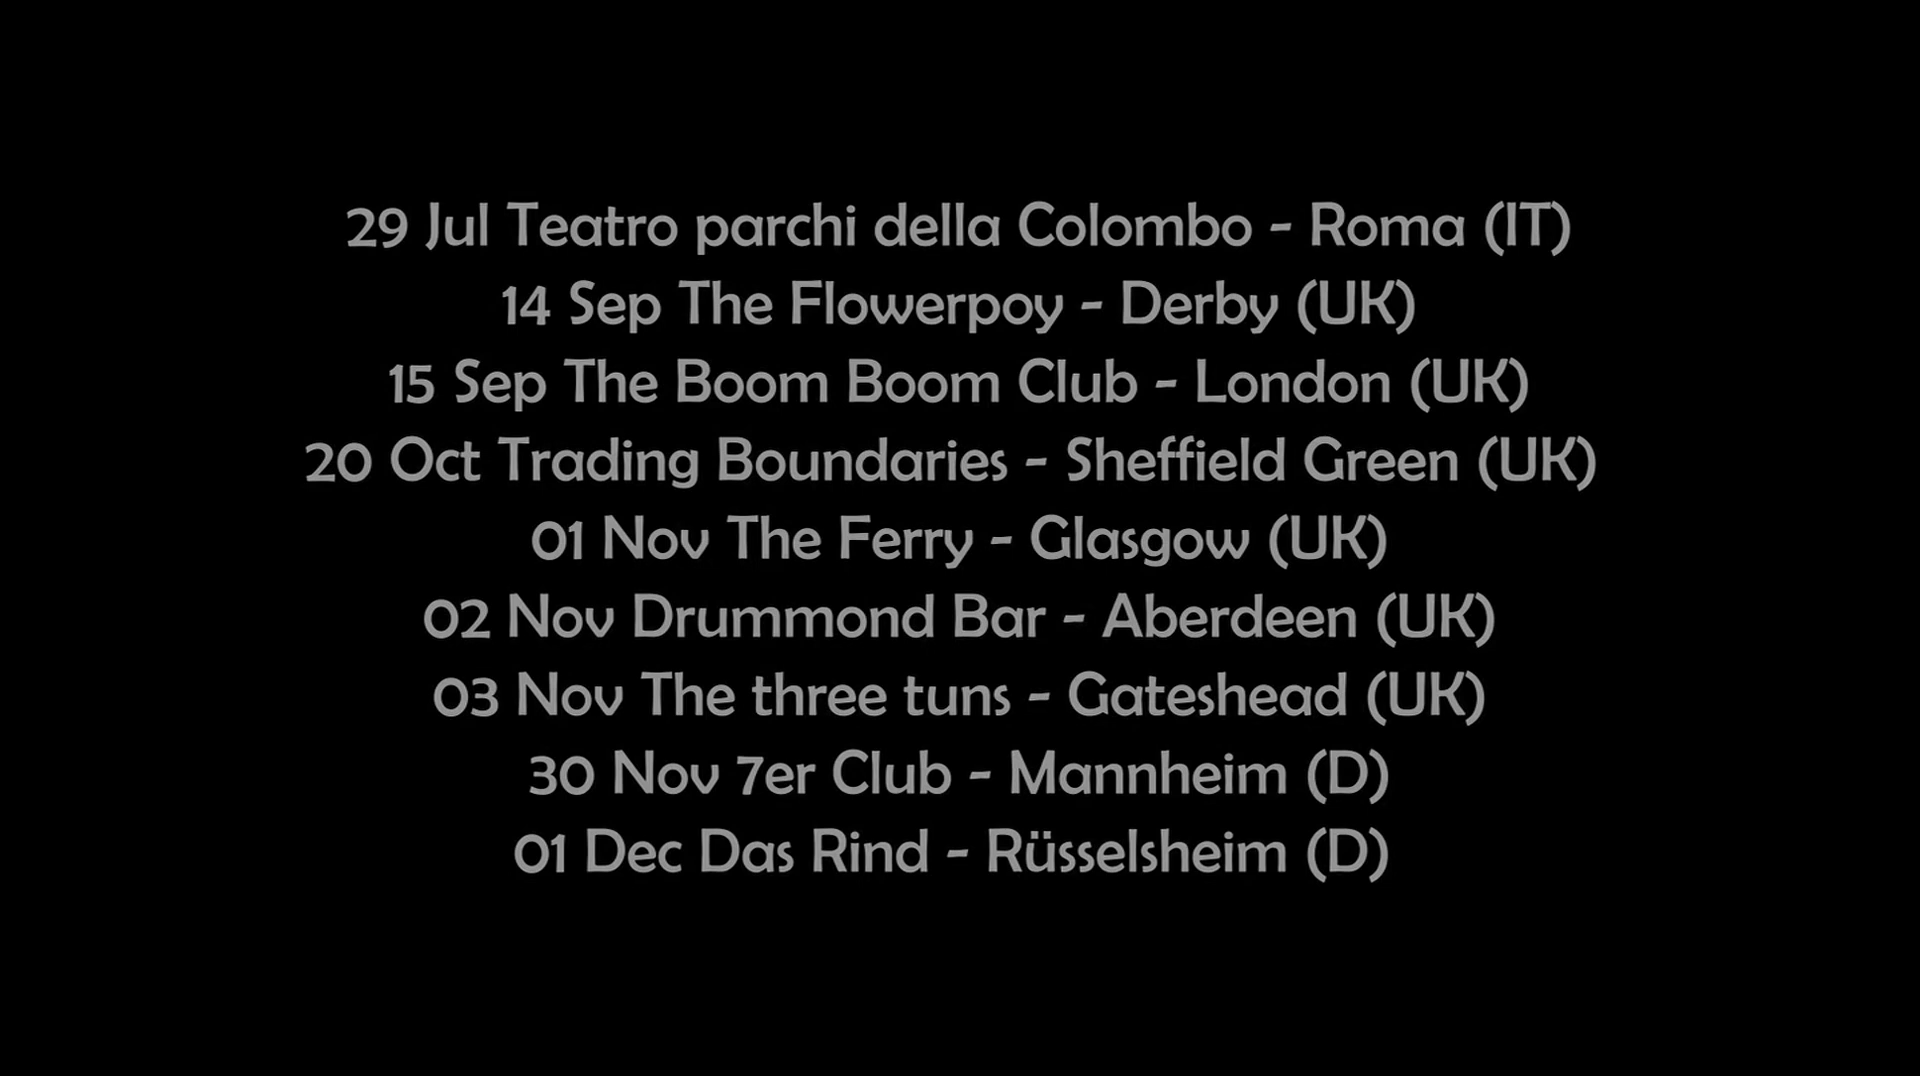 29 Jul Teatro parchi della Colombo - Roma (IT)
14 Sep The Flowerpoy - Derby (UK)
15 Sep The Boom Boom Club - London (UK)
20 Oct Trading Boundaries - Sheffield Green (UK)
01 Nov The Ferry - Glasgow (UK)
02 Nov Drummond Bar - Aberdeen (UK)
03 Nov The three tuns - Gateshead (UK)
30 Nov 7er Club - Mannheim (D)
01 Dec Das Rind - Rüsselsheim (D)